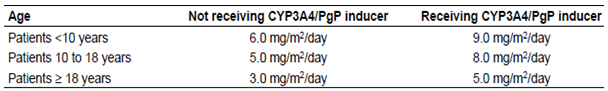 Age Not receiving CYP3A4/PgP inducer Receiving CYP3A4/PgP inducer
Patients <10 years 6.0 mg/m²/day 9.0 mg/m²/day
Patients 10 to 18 years 5.0 mg/m²/day 8.0 mg/m²/day
Patients ≥ 18 years 3.0 mg/m²/day 5.0 mg/m²/day